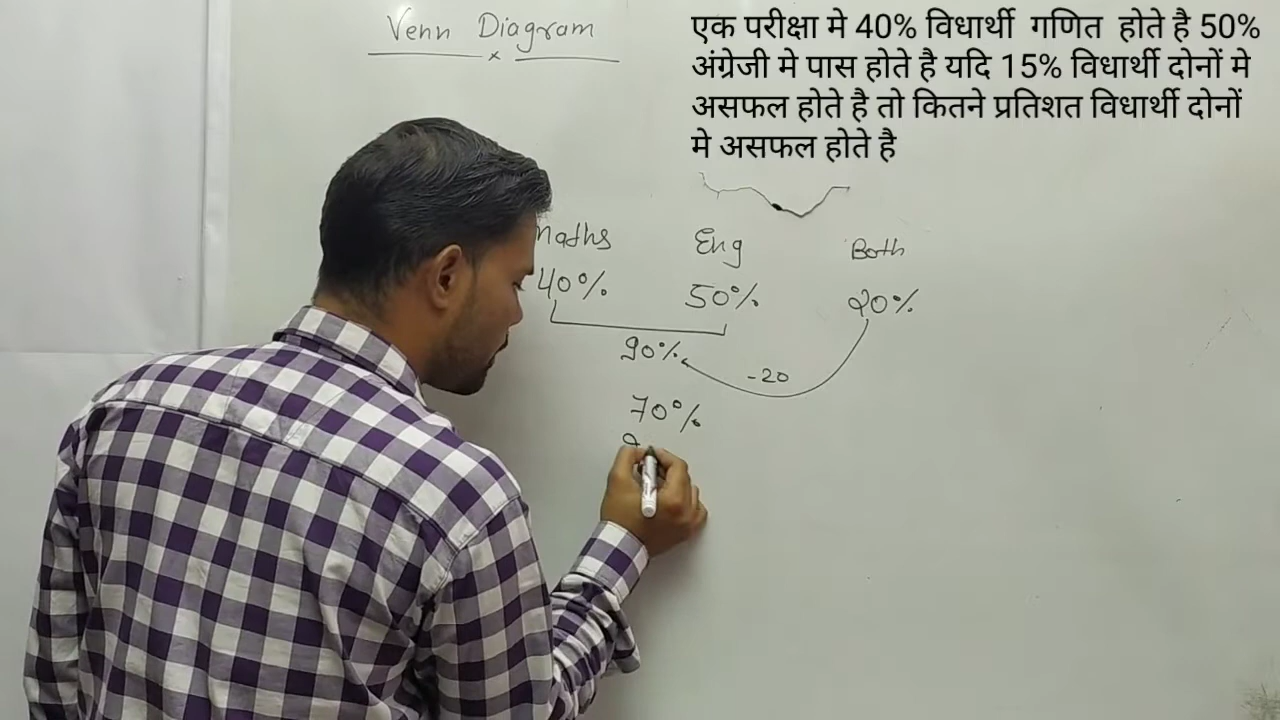 Venn Diagram
एक परीक्षा मे 40% विधार्थी गणित होते है 50%
अंग्रेजी मे पास होते है यदि 15% विधार्थी दोनों मे
असफल होते है तो कितने प्रतिशत विधार्थी दोनों
मे असफल होते है
Maths Eng Both
40% 50% 20%
90%
-20
70%